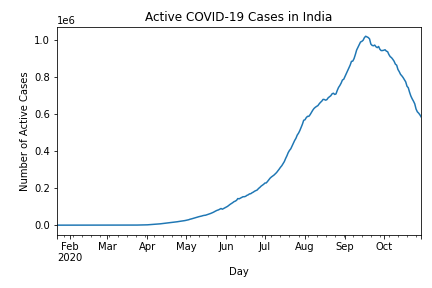 Active COVID-19 Cases in India
1e6
1.0
0.8
0.6
0.4
0.2
0.0
Number of Active Cases
Feb Mar Apr May Jun Jul Aug Sep Oct
2020
Day